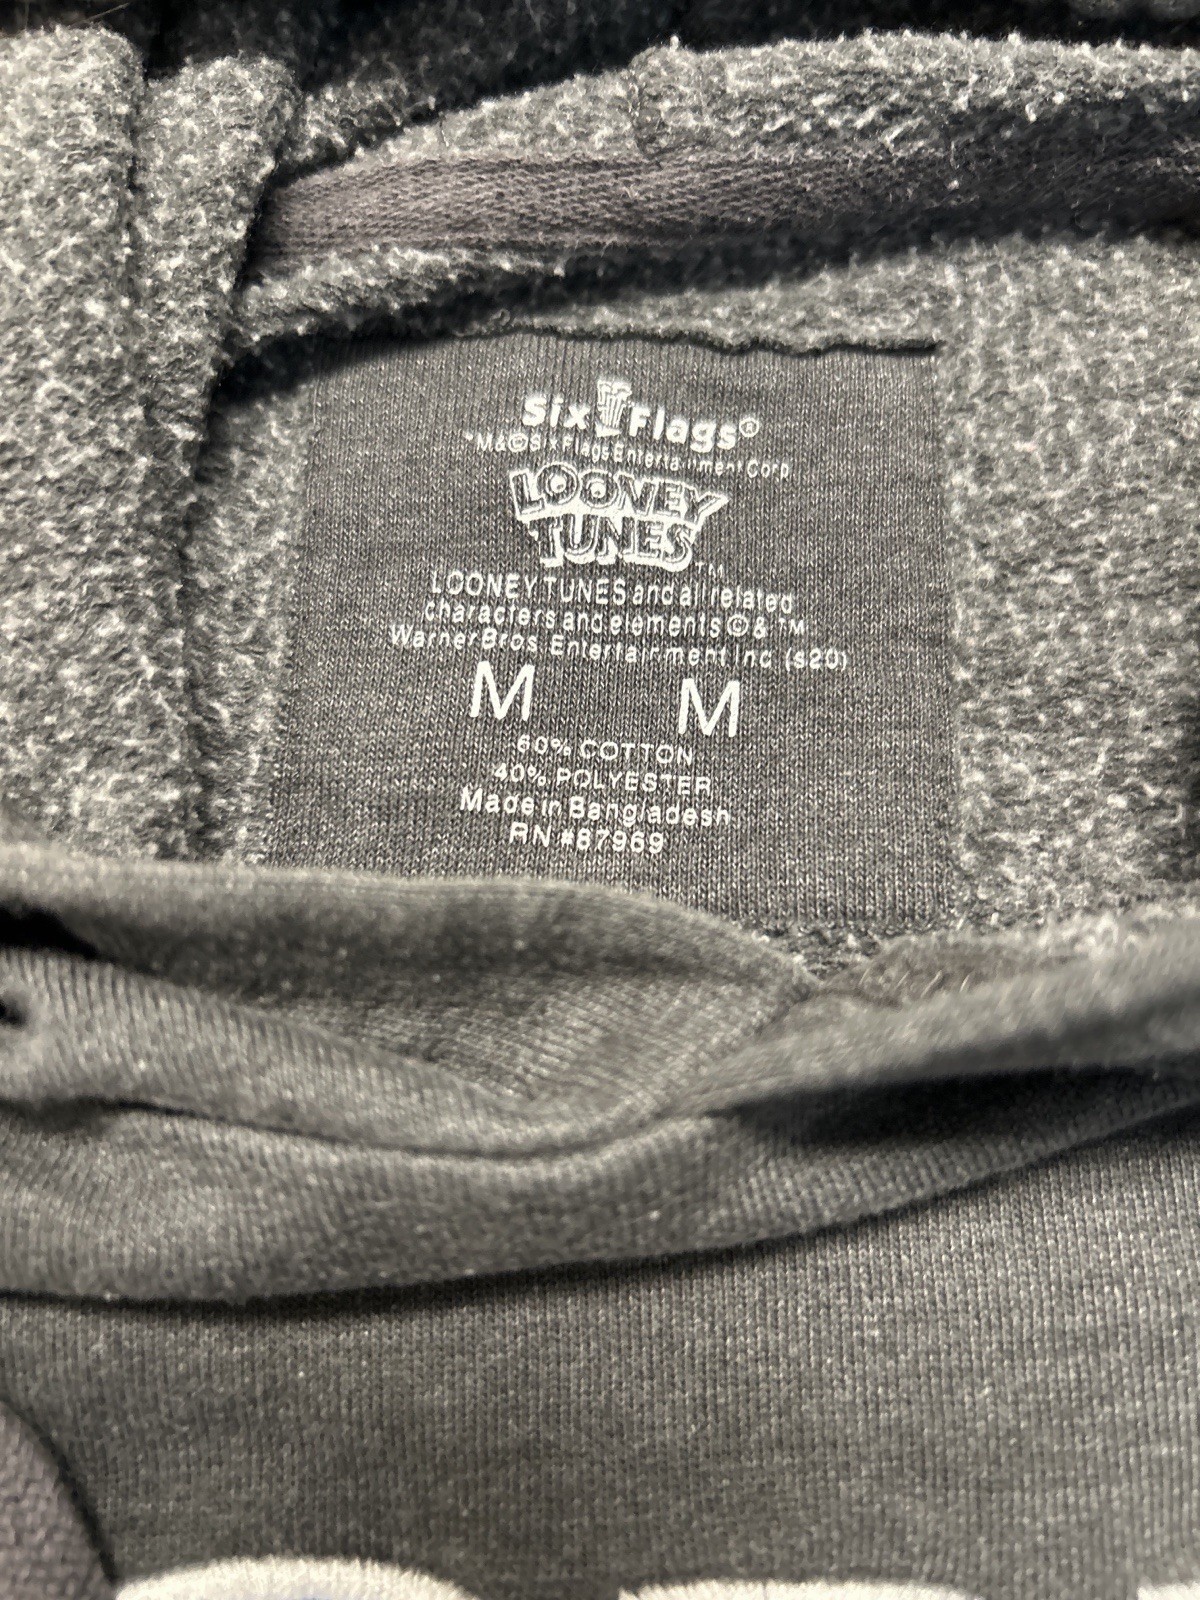 Six Flags®
™&©Six Flags Entertainment Corp
LOONEY
TUNES™
LOONEY TUNES and all related
characters and elements © & ™
Warner Bros Entertainment Inc (s20)
M M
60% COTTON
40% POLYESTER
Made in Bangladesh
RN #87969